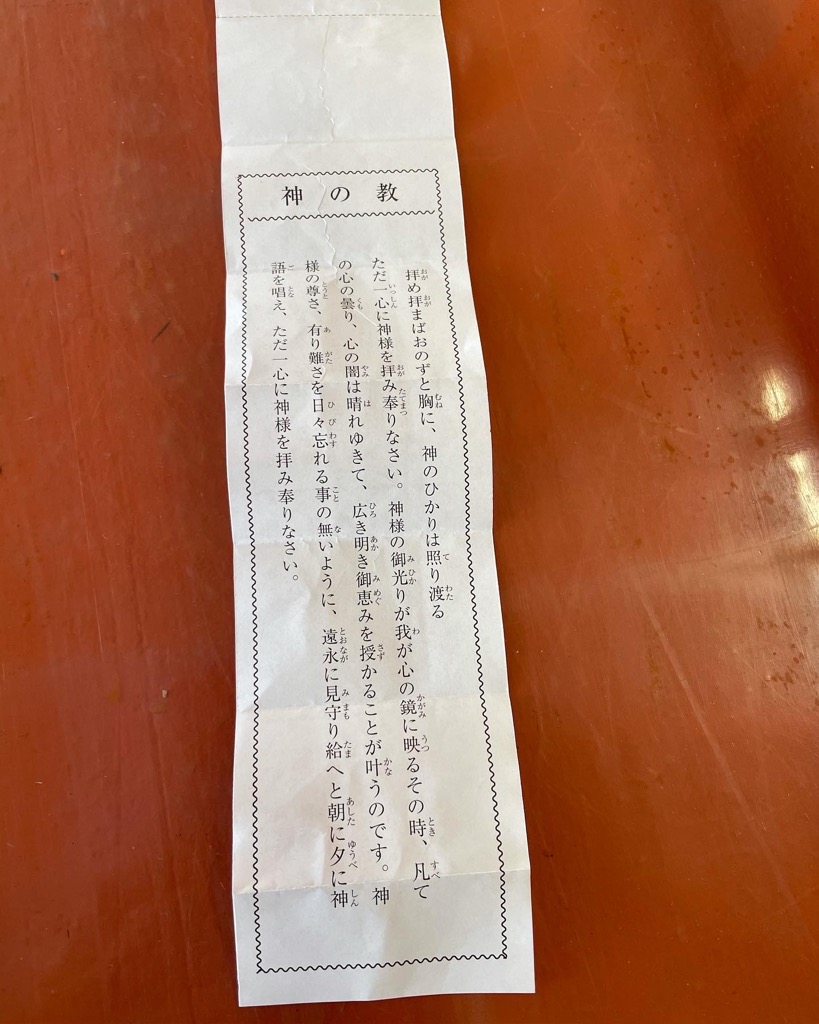 神の教
拝め拝まばおのずと胸に、神のひかりは照り渡る
ただ一心に神様を拝み奉りなさい。神様の御光りが我が心の鏡に映るその時、凡て
の心の曇り、心の闇は晴れゆきて、広き明き御恵みを授かることが叶うのです。神
様の尊さ、有り難さを日々忘れる事の無いように、遠永に見守り給へと朝に夕に神
語を唱え、ただ一心に神様を拝み奉りなさい。